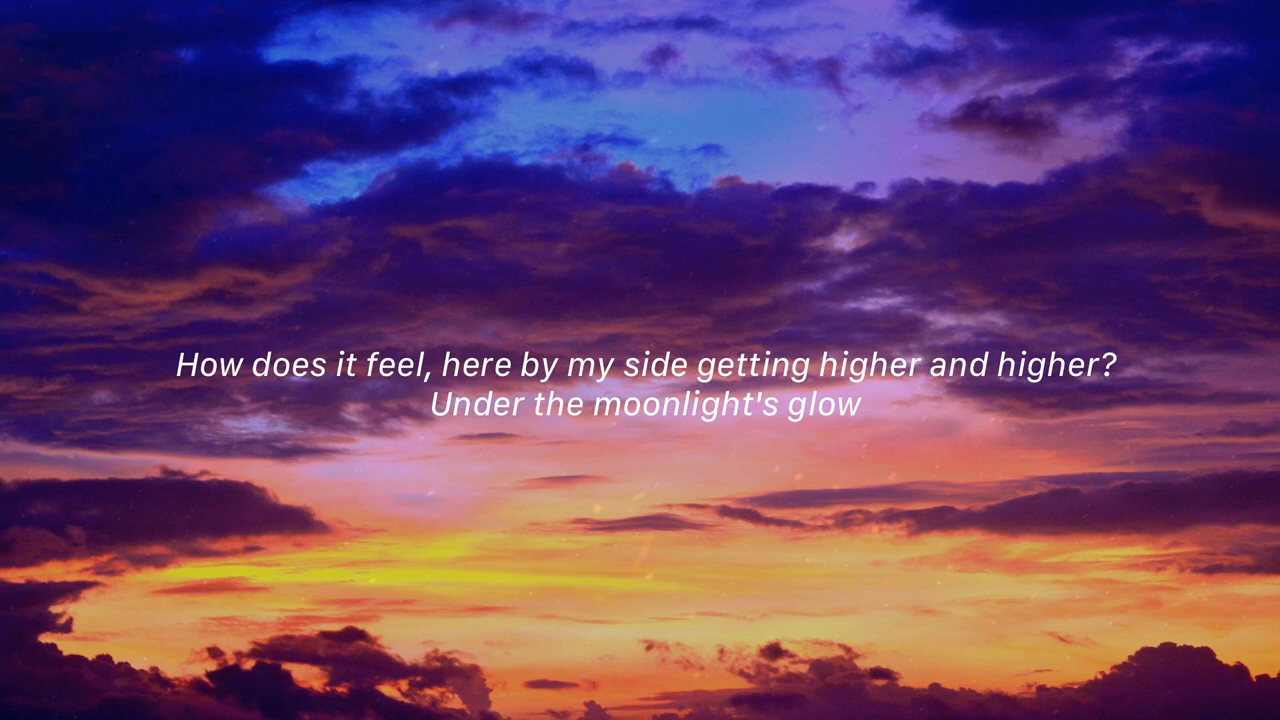 How does it feel, here by my side getting higher and higher?
Under the moonlight's glow